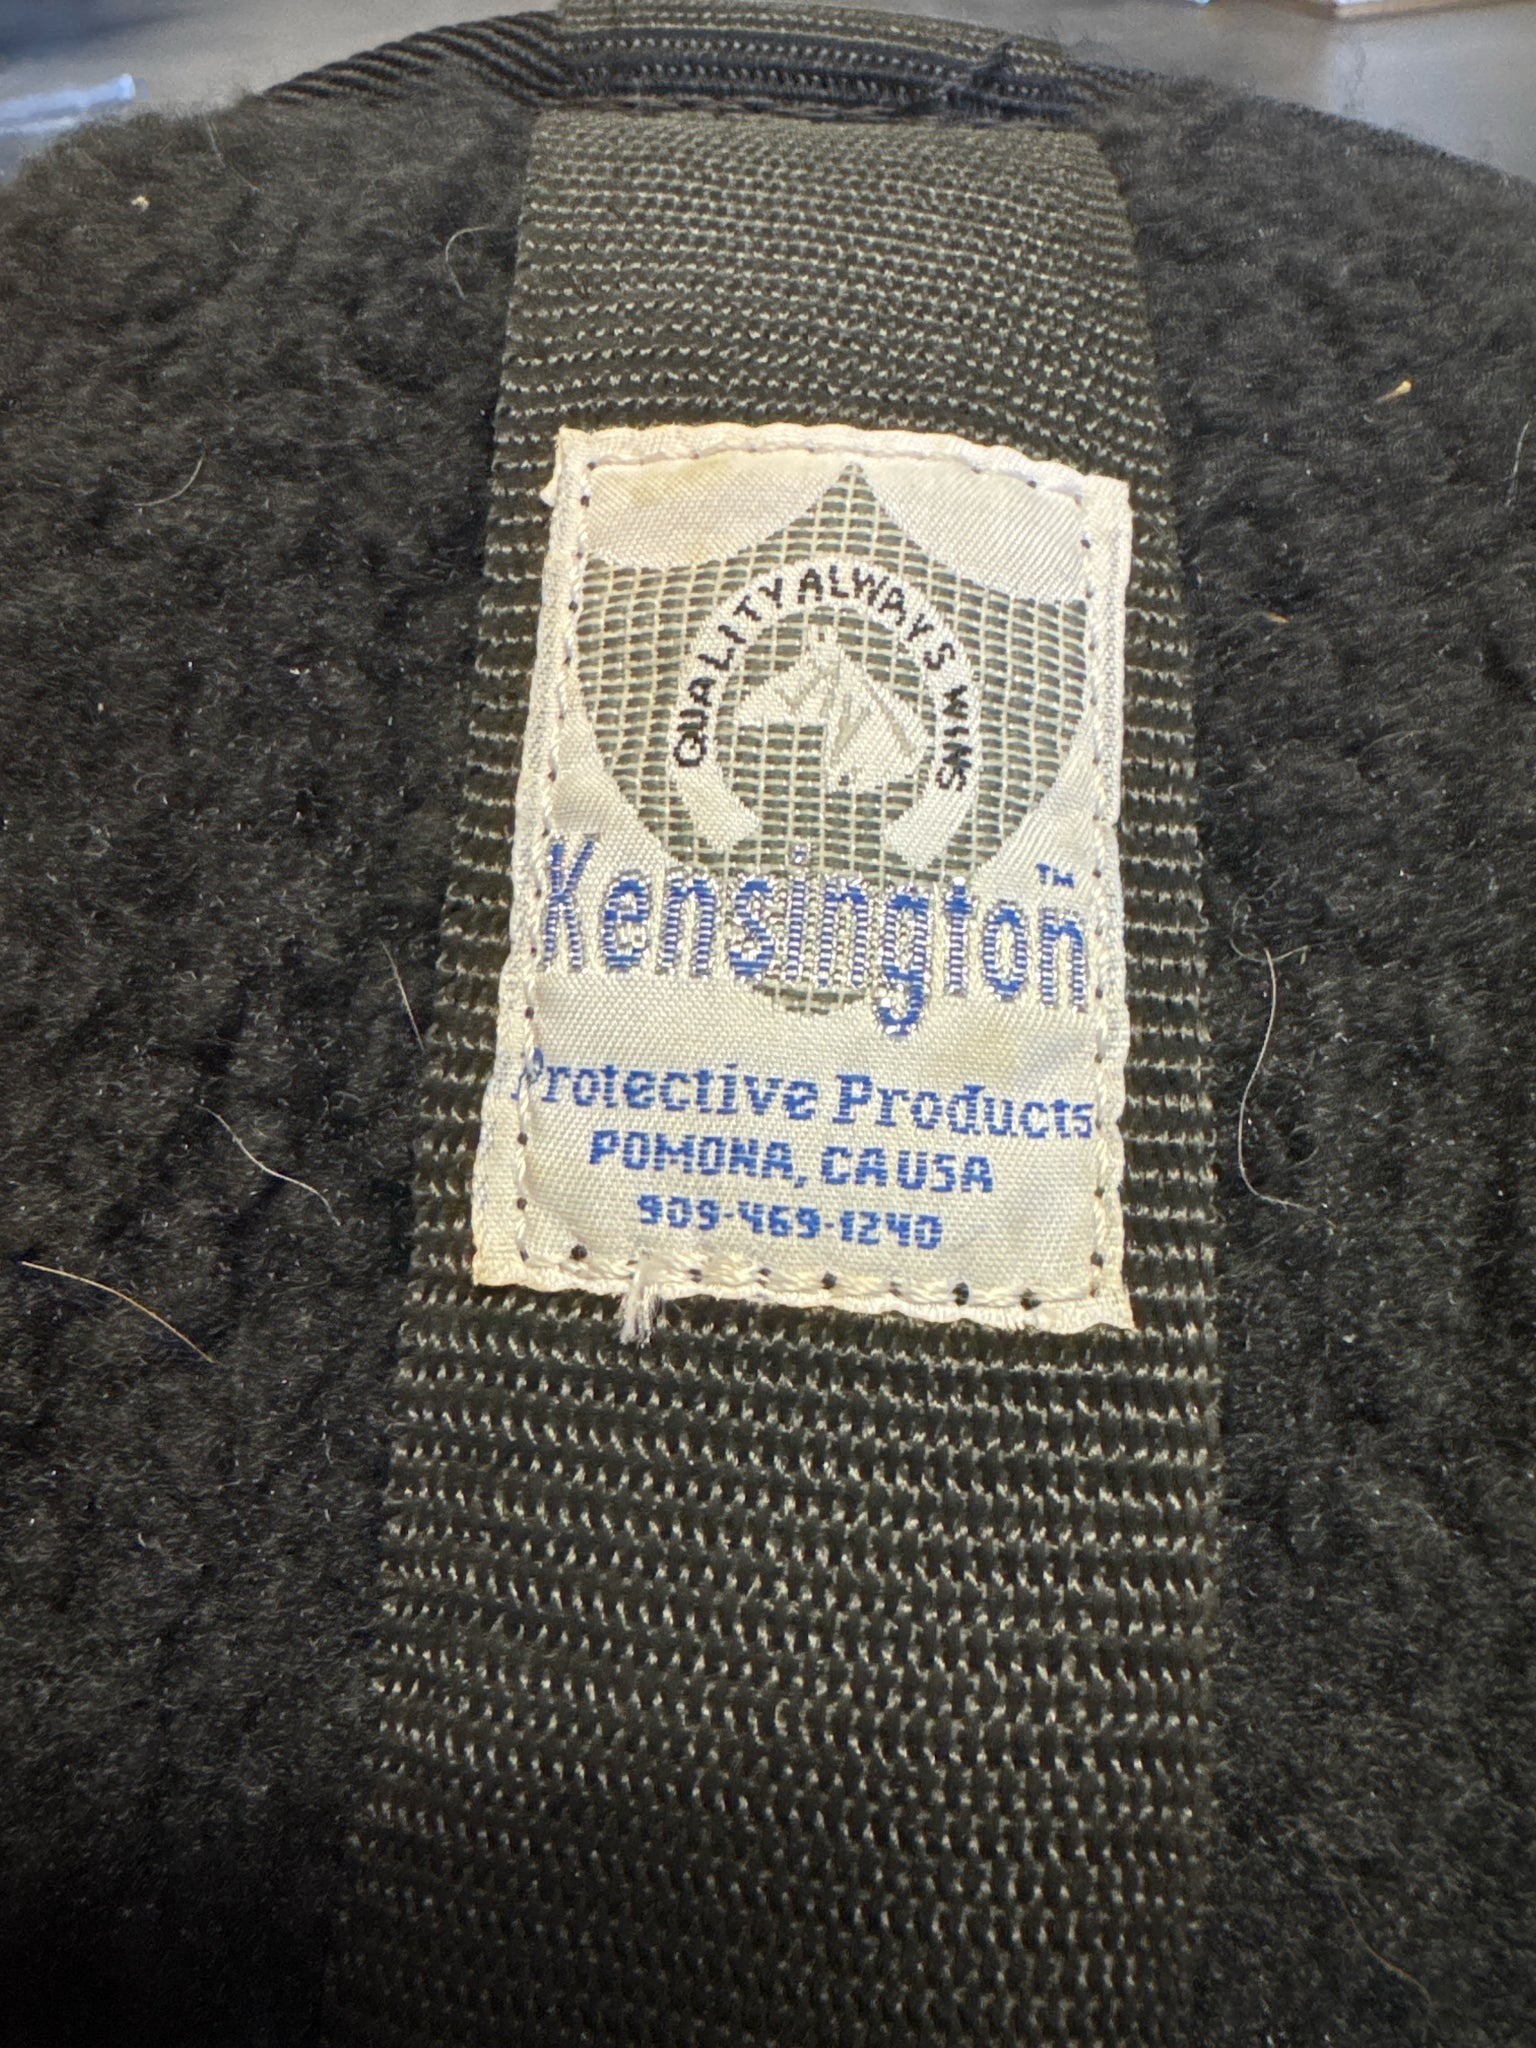 QUALITY ALWAYS WINS
Kensington™
Protective Products
POMONA, CA USA
909-469-1240